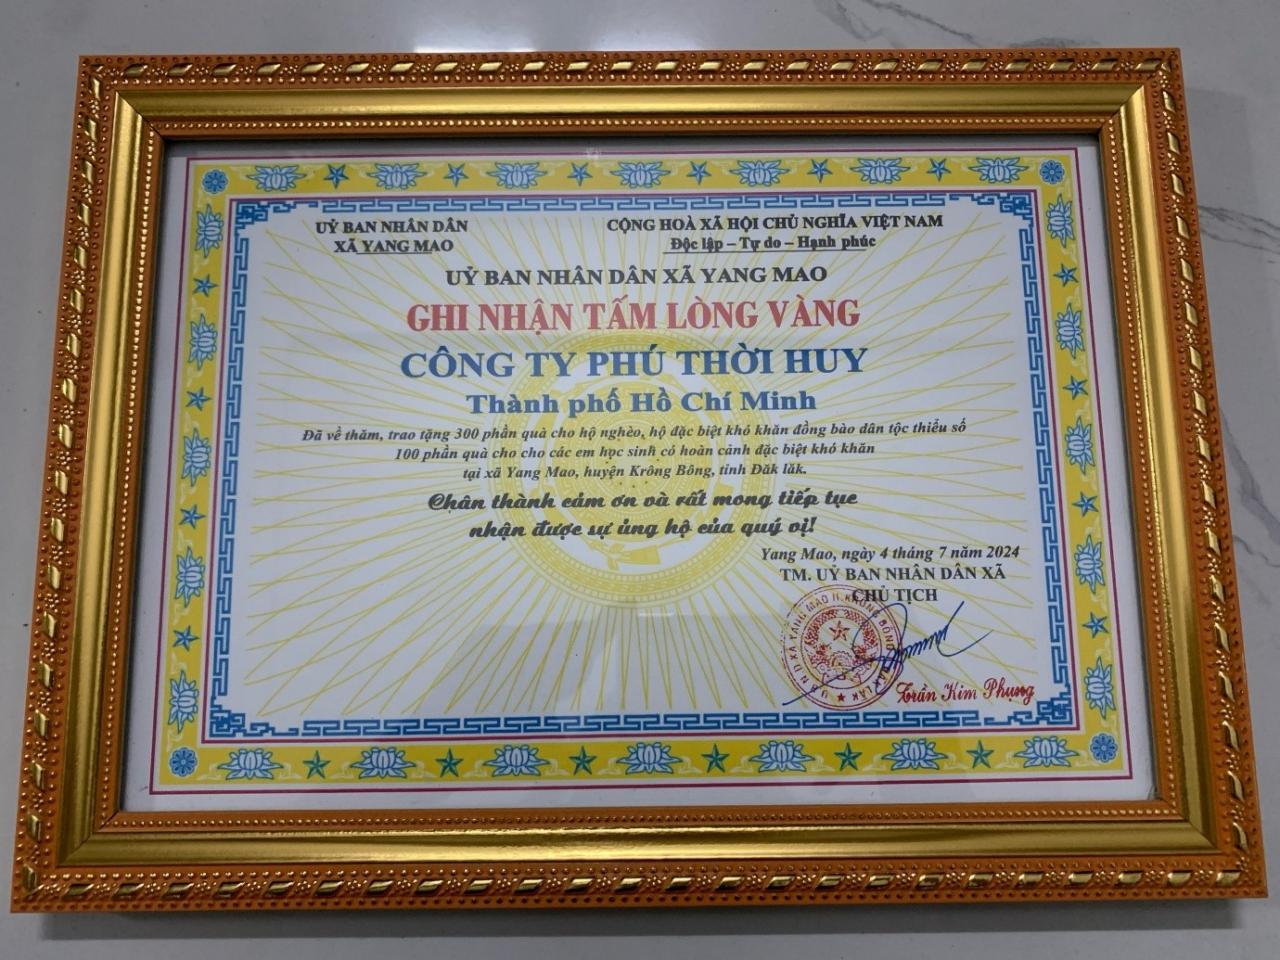 UỶ BAN NHÂN DÂN
XÃ YANG MAO
CỘNG HOÀ XÃ HỘI CHỦ NGHĨA VIỆT NAM
Độc lập – Tự do – Hạnh phúc
UỶ BAN NHÂN DÂN XÃ YANG MAO
GHI NHẬN TẤM LÒNG VÀNG
CÔNG TY PHÚ THỜI HUY
Thành phố Hồ Chí Minh
Đã về thăm, trao tặng 300 phần quà cho hộ nghèo, hộ đặc biệt khó khăn đồng bào dân tộc thiểu số
100 phần quà cho cho các em học sinh có hoàn cảnh đặc biệt khó khăn
tại xã Yang Mao, huyện Krông Bông, tỉnh Đăk lăk.
Chân thành cảm ơn và rất mong tiếp tục
nhận được sự ủng hộ của quý vị!
Yang Mao, ngày 4 tháng 7 năm 2024
TM. UỶ BAN NHÂN DÂN XÃ
CHỦ TỊCH
U.B.N.D XÃ YANG MAO H. KRÔNG BÔNG
Trần Kim Phụng